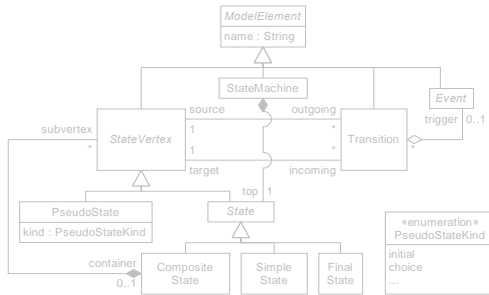 ModelElement
name : String
StateMachine
Event
source
outgoing
trigger
0..1
subvertex
*
StateVertex
1
*
Transition
*
1
*
target
incoming
PseudoState
kind : PseudoStateKind
top
1
State
«enumeration»
PseudoStateKind
initial
choice
...
container
0..1
Composite
State
Simple
State
Final
State